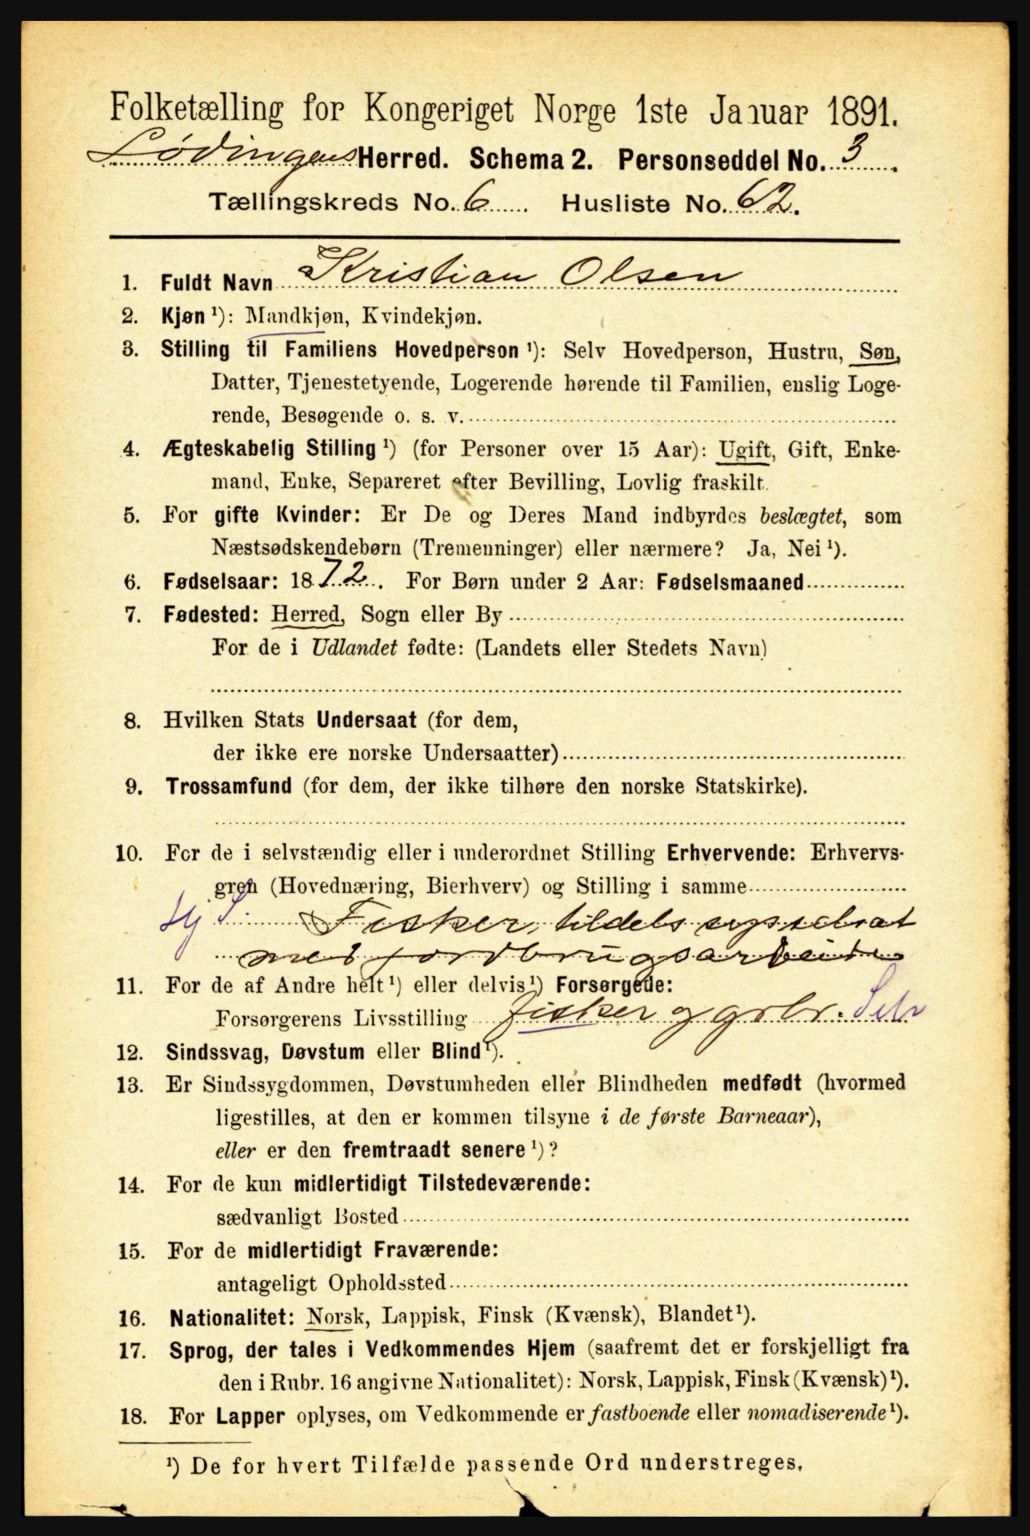 Folketælling for Kongeriget Norge 1ste Januar 1891.
Lødingens Herred. Schema 2. Personseddel No. 3.
Tællingskreds No. 6. Husliste No. 62.
1. Fuldt Navn Kristian Olsen
2. Kjøn ¹): Mandkjøn, Kvindekjøn.
3. Stilling til Familiens Hovedperson ¹): Selv Hovedperson, Hustru, Søn,
Datter, Tjenestetyende, Logerende hørende til Familien, enslig Loge-
rende, Besøgende o. s. v.
4. Ægteskabelig Stilling ¹) (for Personer over 15 Aar): Ugift, Gift, Enke-
mand, Enke, Separeret efter Bevilling, Lovlig fraskilt.
5. For gifte Kvinder: Er De og Deres Mand indbyrdes beslægtet, som
Næstsødskendebørn (Tremenninger) eller nærmere? Ja, Nei ¹).
6. Fødselsaar: 1872. For Børn under 2 Aar: Fødselsmaaned
7. Fødested: Herred, Sogn eller By
For de i Udlandet fødte: (Landets eller Stedets Navn)
8. Hvilken Stats Undersaat (for dem,
der ikke ere norske Undersaatter)
9. Trossamfund (for dem, der ikke tilhøre den norske Statskirke).
10. For de i selvstændig eller i underordnet Stilling Erhvervende: Erhvervs-
gren (Hovednæring, Bierhverv) og Stilling i samme
Hj S. Fisker, tildels sysselsat
med jordbrugsarbeide
11. For de af Andre helt ¹) eller delvis ¹) Forsørgede:
Forsørgerens Livsstilling fisker og grbr. Selv
12. Sindssvag, Døvstum eller Blind ¹).
13. Er Sindssygdommen, Døvstumheden eller Blindheden medfødt (hvormed
ligestilles, at den er kommen tilsyne i de første Barneaar),
eller er den fremtraadt senere ¹)?
14. For de kun midlertidigt Tilstedeværende:
sædvanligt Bosted
15. For de midlertidigt Fraværende:
antageligt Opholdssted
16. Nationalitet: Norsk, Lappisk, Finsk (Kvænsk), Blandet ¹).
17. Sprog, der tales i Vedkommendes Hjem (saafremt det er forskjelligt fra
den i Rubr. 16 angivne Nationalitet): Norsk, Lappisk, Finsk (Kvænsk) ¹).
18. For Lapper oplyses, om Vedkommende er fastboende eller nomadiserende ¹).
¹) De for hvert Tilfælde passende Ord understreges.